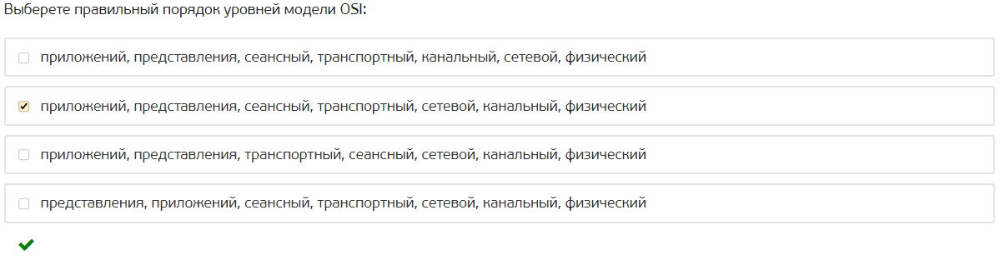 Выберете правильный порядок уровней модели OSI:
приложений, представления, сеансный, транспортный, канальный, сетевой, физический
приложений, представления, сеансный, транспортный, сетевой, канальный, физический
приложений, представления, транспортный, сеансный, сетевой, канальный, физический
представления, приложений, сеансный, транспортный, сетевой, канальный, физический